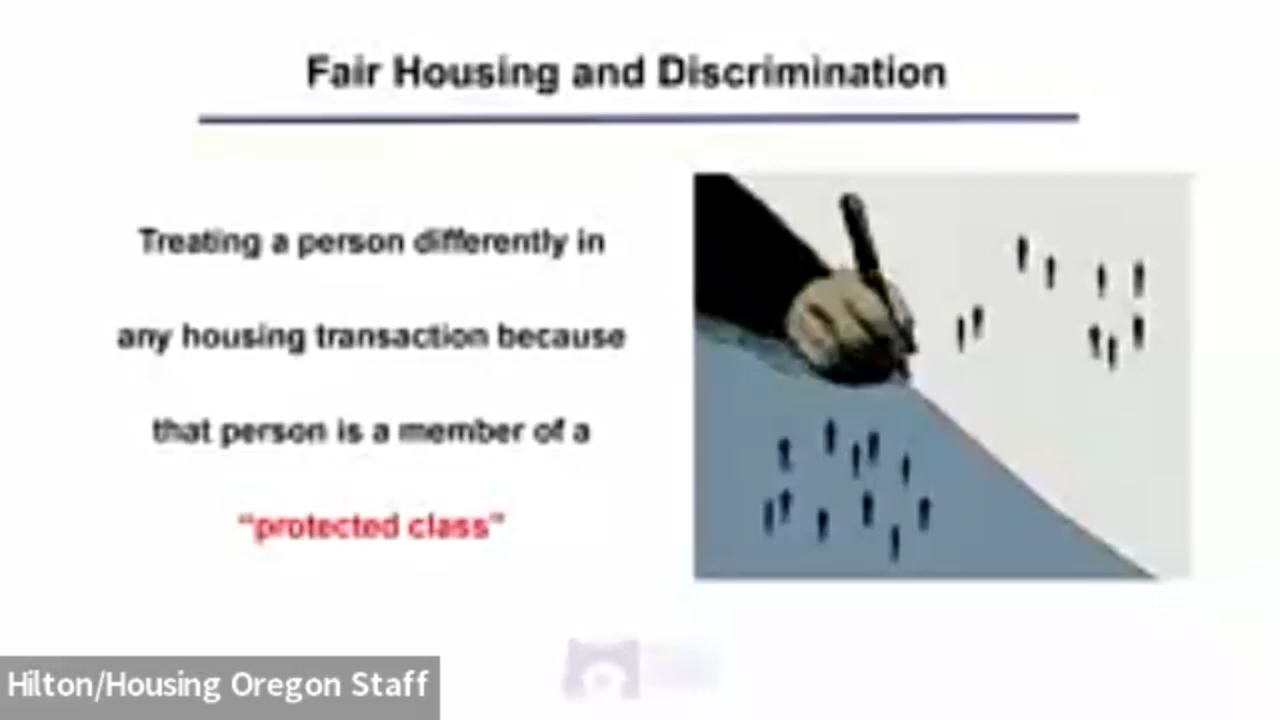 Fair Housing and Discrimination
Treating a person differently in
any housing transaction because
that person is a member of a
“protected class”
Hilton/Housing Oregon Staff